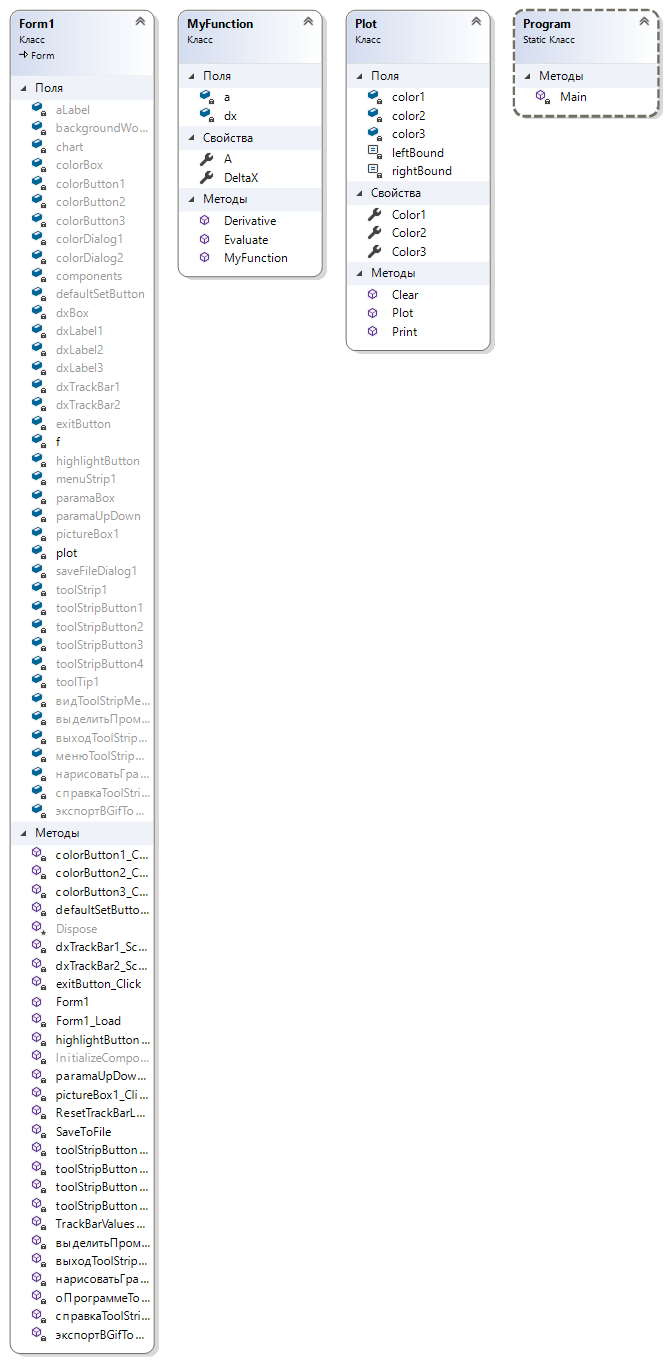 Form1
Класс
Form
Поля
aLabel
backgroundWo...
chart
colorBox
colorButton1
colorButton2
colorButton3
colorDialog1
colorDialog2
components
defaultSetButton
dxBox
dxLabel1
dxLabel2
dxLabel3
dxTrackBar1
dxTrackBar2
exitButton
f
highlightButton
menuStrip1
paramaBox
paramaUpDown
pictureBox1
plot
saveFileDialog1
toolStrip1
toolStripButton1
toolStripButton2
toolStripButton3
toolStripButton4
toolTip1
видToolStripMe...
выделитьПром...
выходToolStrip...
менюToolStrip...
нарисоватьГра...
справкаToolStri...
экспортВGifTo...
Методы
colorButton1_C...
colorButton2_C...
colorButton3_C...
defaultSetButto...
Dispose
dxTrackBar1_Sc...
dxTrackBar2_Sc...
exitButton_Click
Form1
Form1_Load
highlightButton...
InitializeCompo...
paramaUpDow...
pictureBox1_Cli...
ResetTrackBarL...
SaveToFile
toolStripButton...
toolStripButton...
toolStripButton...
toolStripButton...
TrackBarValues...
выделитьПром...
выходToolStrip...
нарисоватьГра...
оПрограммеTo...
справкаToolStri...
экспортВGifTo...
MyFunction
Класс
Поля
a
dx
Свойства
A
DeltaX
Методы
Derivative
Evaluate
MyFunction
Plot
Класс
Поля
color1
color2
color3
leftBound
rightBound
Свойства
Color1
Color2
Color3
Методы
Clear
Plot
Print
Program
Static Класс
Методы
Main